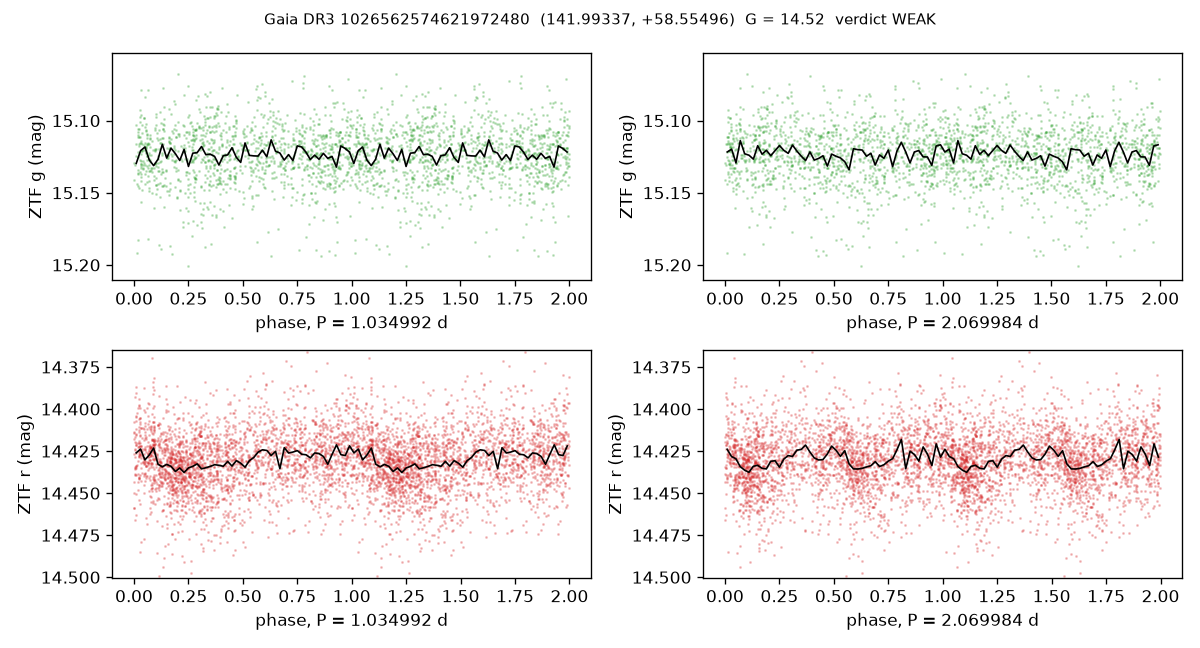 Gaia DR3 1026562574621972480  (141.99337, +58.55496)  G = 14.52  verdict WEAK
ZTF g (mag)
15.10
15.15
15.20
0.00 0.25 0.50 0.75 1.00 1.25 1.50 1.75 2.00
phase, P = 1.034992 d
ZTF g (mag)
15.10
15.15
15.20
0.00 0.25 0.50 0.75 1.00 1.25 1.50 1.75 2.00
phase, P = 2.069984 d
ZTF r (mag)
14.375
14.400
14.425
14.450
14.475
14.500
0.00 0.25 0.50 0.75 1.00 1.25 1.50 1.75 2.00
phase, P = 1.034992 d
ZTF r (mag)
14.375
14.400
14.425
14.450
14.475
14.500
0.00 0.25 0.50 0.75 1.00 1.25 1.50 1.75 2.00
phase, P = 2.069984 d